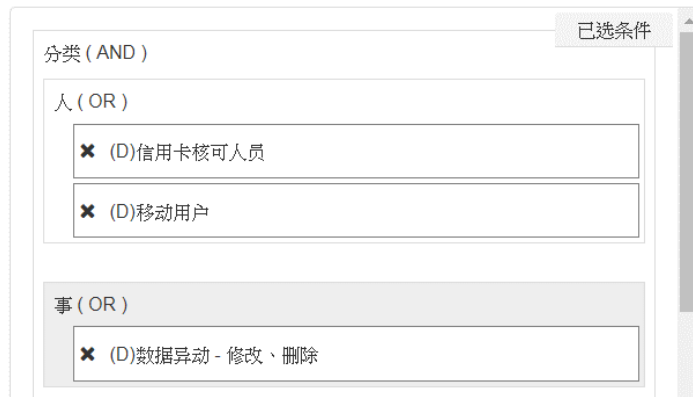 已选条件
分类 ( AND )
人 ( OR )
✖ (D)信用卡核可人员
✖ (D)移动用户
事 ( OR )
✖ (D)数据异动 - 修改、删除